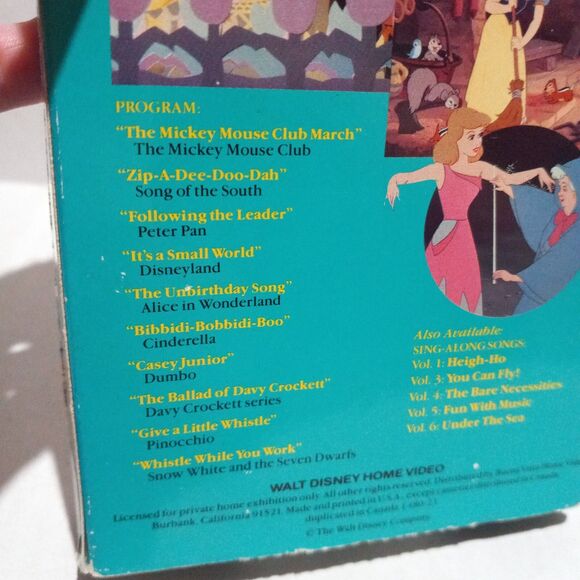 PROGRAM:
"The Mickey Mouse Club March"
The Mickey Mouse Club
"Zip-A-Dee-Doo-Dah"
Song of the South
"Following the Leader"
Peter Pan
"It's a Small World"
Disneyland
"The Unbirthday Song"
Alice in Wonderland
"Bibbidi-Bobbidi-Boo"
Cinderella
"Casey Junior"
Dumbo
"The Ballad of Davy Crockett"
Davy Crockett series
"Give a Little Whistle"
Pinocchio
"Whistle While You Work"
Snow White and the Seven Dwarfs
Also Available:
SING-ALONG SONGS:
Vol. 1: Heigh-Ho
Vol. 3: You Can Fly!
Vol. 4: The Bare Necessities
Vol. 5: Fun With Music
Vol. 6: Under The Sea
WALT DISNEY HOME VIDEO
Licensed for private home exhibition only. All other rights reserved. Distributed by
Burbank, California 91521. Made and printed in U.S.A., except
duplicated in Canada.
© The Walt Disney Company